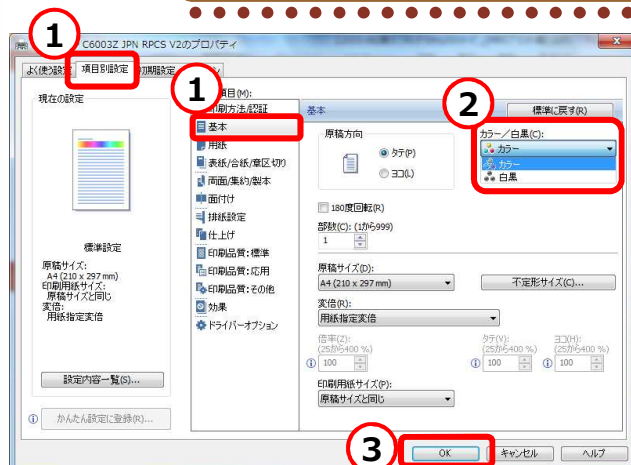 ①
C6003Z JPN RPCS V2のプロパティ
よく使う設定
項目別設定
初期設定
現在の設定
標準設定
原稿サイズ:
A4 (210 x 297 mm)
印刷用紙サイズ:
原稿サイズと同じ
変倍:
用紙指定変倍
設定内容一覧(S)...
かんたん設定に登録(R)...
①
項目(M):
印刷方法/認証
基本
用紙
表紙/合紙/章区切り
両面/集約/製本
面付け
排紙設定
仕上げ
印刷品質:標準
印刷品質:応用
印刷品質:その他
効果
ドライバーオプション
基本
標準に戻す(R)
原稿方向
タテ(P)
ヨコ(L)
②
カラー/白黒(C):
カラー
カラー
白黒
180度回転(R)
部数(C): (1から999)
1
原稿サイズ(D):
A4 (210 x 297 mm)
不定形サイズ(C)...
変倍(R):
用紙指定変倍
倍率(Z):
(25から400 %)
100
タテ(V):
(25から400 %)
100
ヨコ(H):
(25から400 %)
100
印刷用紙サイズ(P):
原稿サイズと同じ
③
OK
キャンセル
ヘルプ